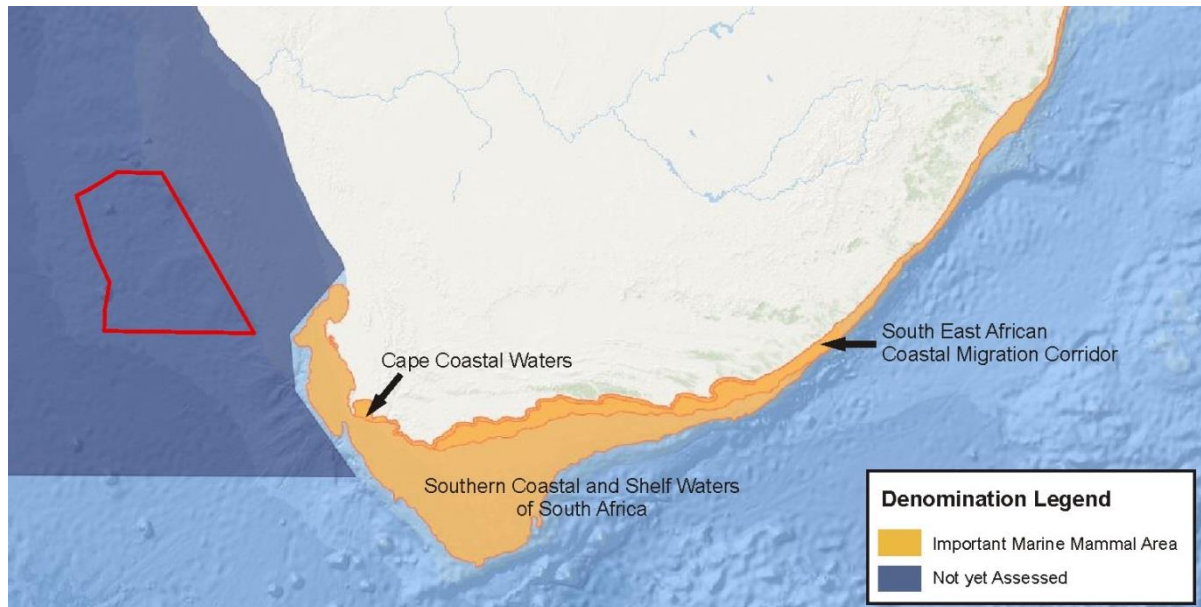 Cape Coastal Waters
South East African
Coastal Migration Corridor
Southern Coastal and Shelf Waters
of South Africa
Denomination Legend
Important Marine Mammal Area
Not yet Assessed